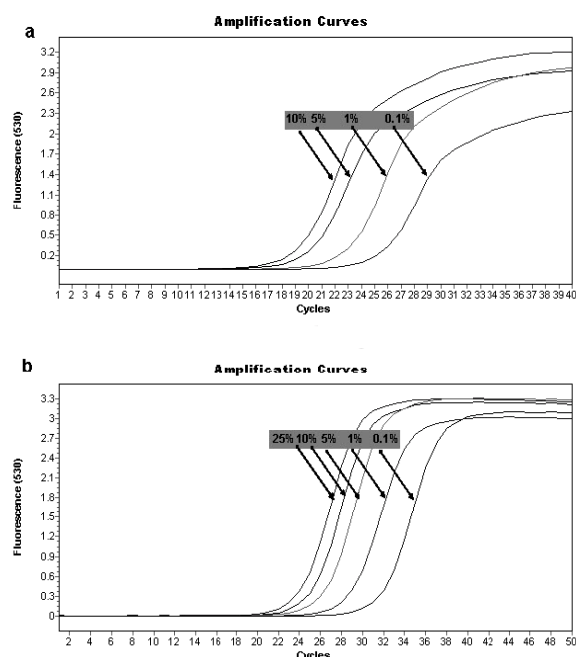 a
Amplification Curves
Fluorescence (530)
3.2
2.9
2.6
2.3
2
1.7
1.4
1.1
0.8
0.5
0.2
10% 5% 1% 0.1%
1 2 3 4 5 6 7 8 9 10 11 12 13 14 15 16 17 18 19 20 21 22 23 24 25 26 27 28 29 30 31 32 33 34 35 36 37 38 39 40
Cycles
b
Amplification Curves
Fluorescence (530)
3.3
3
2.7
2.4
2.1
1.8
1.5
1.2
0.9
0.6
0.3
0
25% 10% 5% 1% 0.1%
2 4 6 8 10 12 14 16 18 20 22 24 26 28 30 32 34 36 38 40 42 44 46 48 50
Cycles